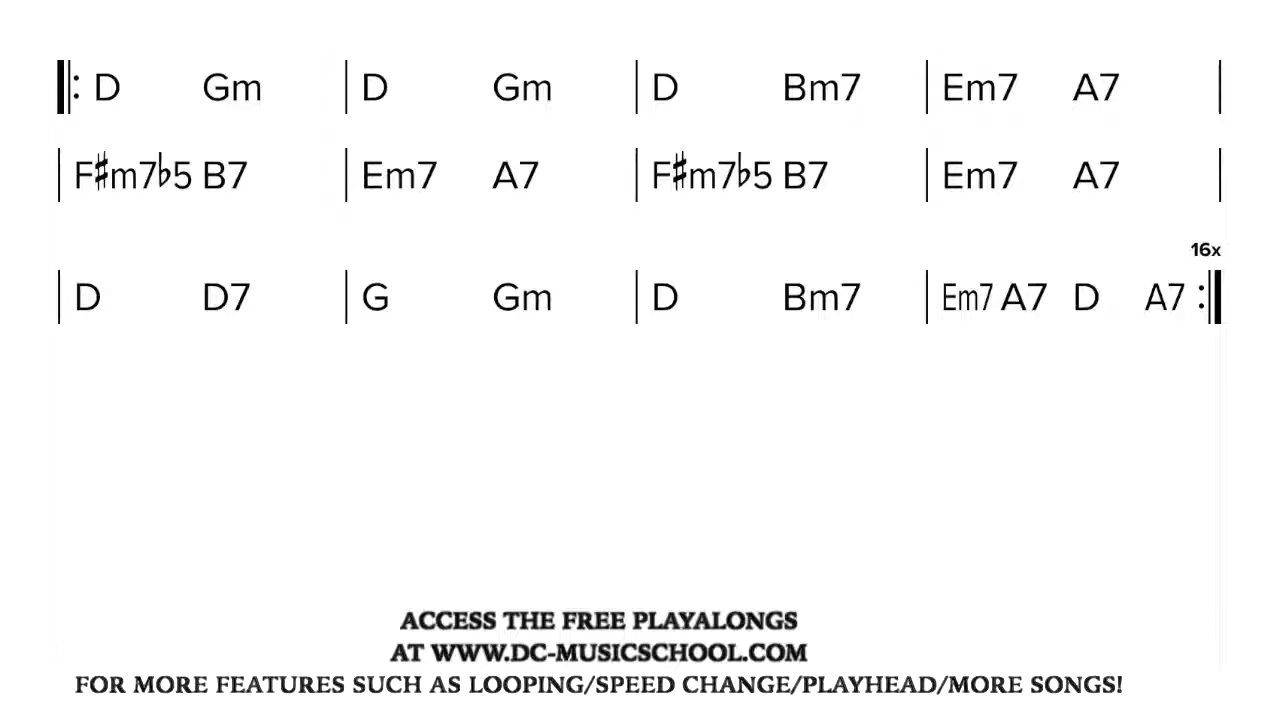 D Gm D Gm D Bm7 Em7 A7
F♯m7♭5 B7 Em7 A7 F♯m7♭5 B7 Em7 A7
16x
D D7 G Gm D Bm7 Em7 A7 D A7
ACCESS THE FREE PLAYALONGS
AT WWW.DC-MUSICSCHOOL.COM
FOR MORE FEATURES SUCH AS LOOPING/SPEED CHANGE/PLAYHEAD/MORE SONGS!